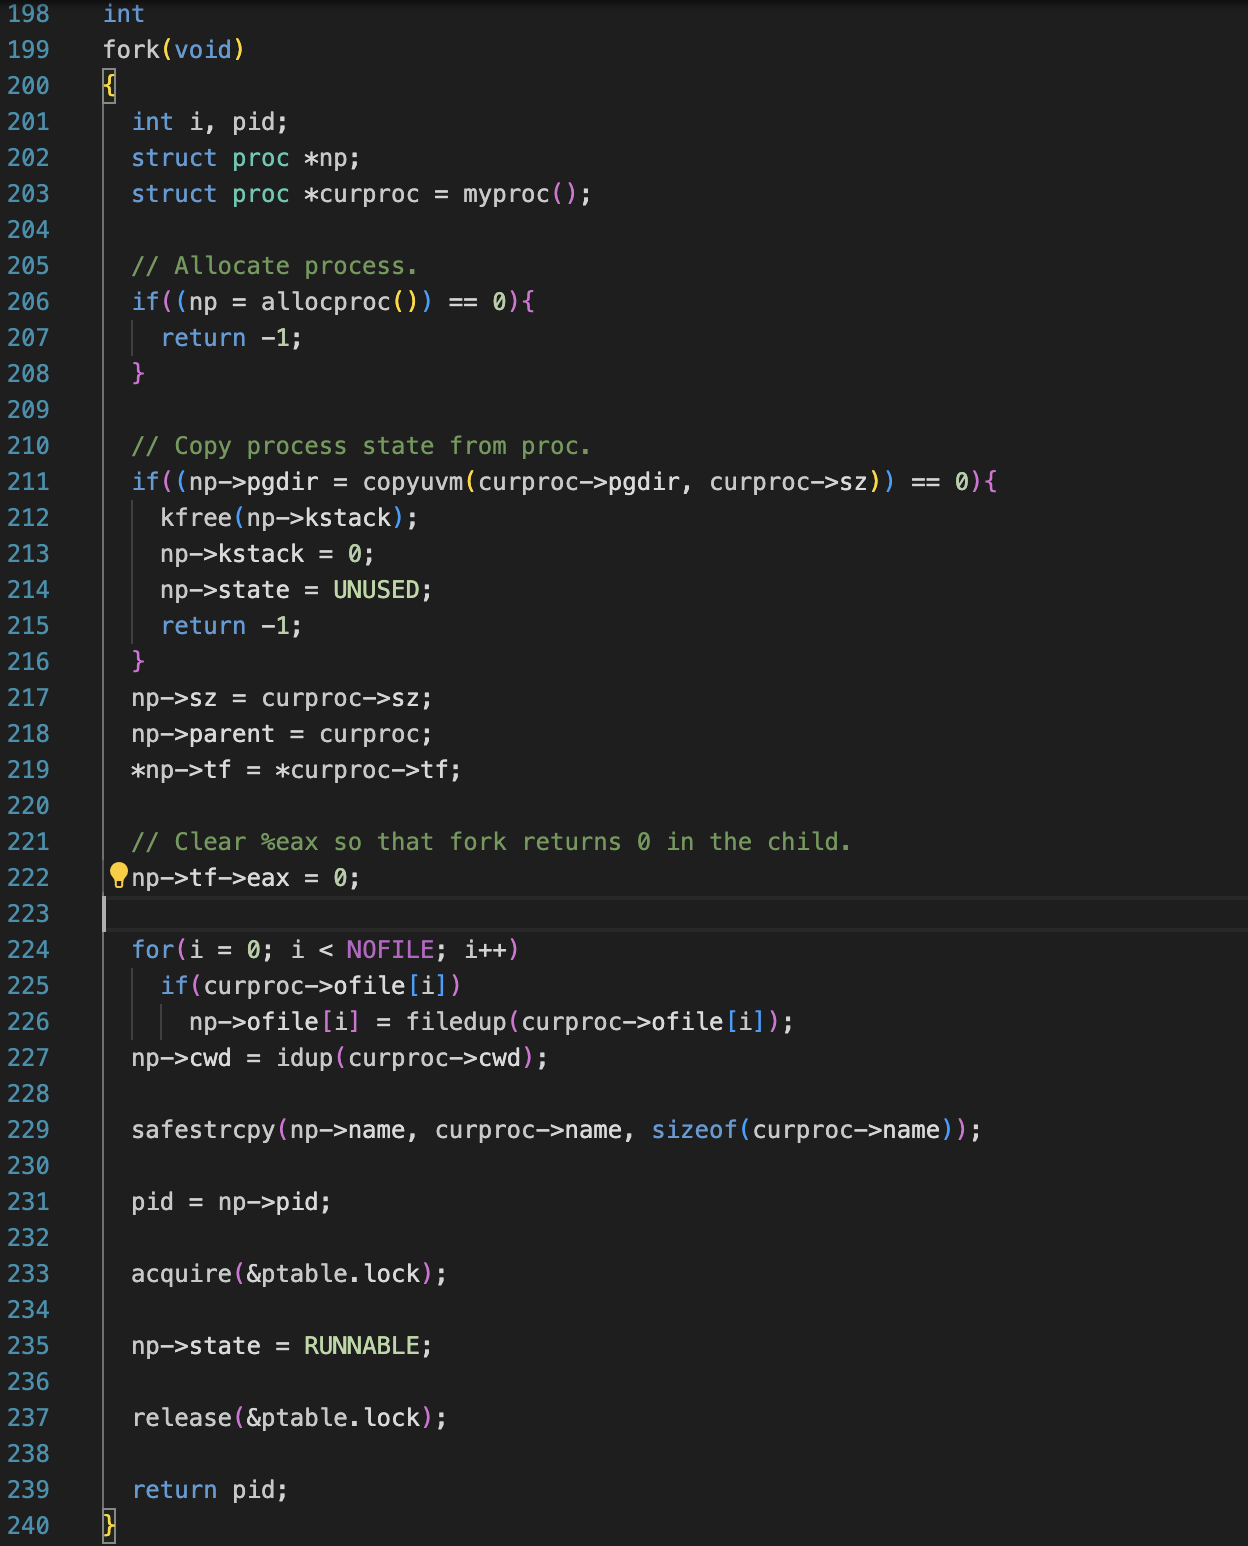 198 int
199 fork(void)
200 {
201 int i, pid;
202 struct proc *np;
203 struct proc *curproc = myproc();
204
205 // Allocate process.
206 if((np = allocproc()) == 0){
207 return -1;
208 }
209
210 // Copy process state from proc.
211 if((np->pgdir = copyuvm(curproc->pgdir, curproc->sz)) == 0){
212 kfree(np->kstack);
213 np->kstack = 0;
214 np->state = UNUSED;
215 return -1;
216 }
217 np->sz = curproc->sz;
218 np->parent = curproc;
219 *np->tf = *curproc->tf;
220
221 // Clear %eax so that fork returns 0 in the child.
222 np->tf->eax = 0;
223
224 for(i = 0; i < NOFILE; i++)
225 if(curproc->ofile[i])
226 np->ofile[i] = filedup(curproc->ofile[i]);
227 np->cwd = idup(curproc->cwd);
228
229 safestrcpy(np->name, curproc->name, sizeof(curproc->name));
230
231 pid = np->pid;
232
233 acquire(&ptable.lock);
234
235 np->state = RUNNABLE;
236
237 release(&ptable.lock);
238
239 return pid;
240 }